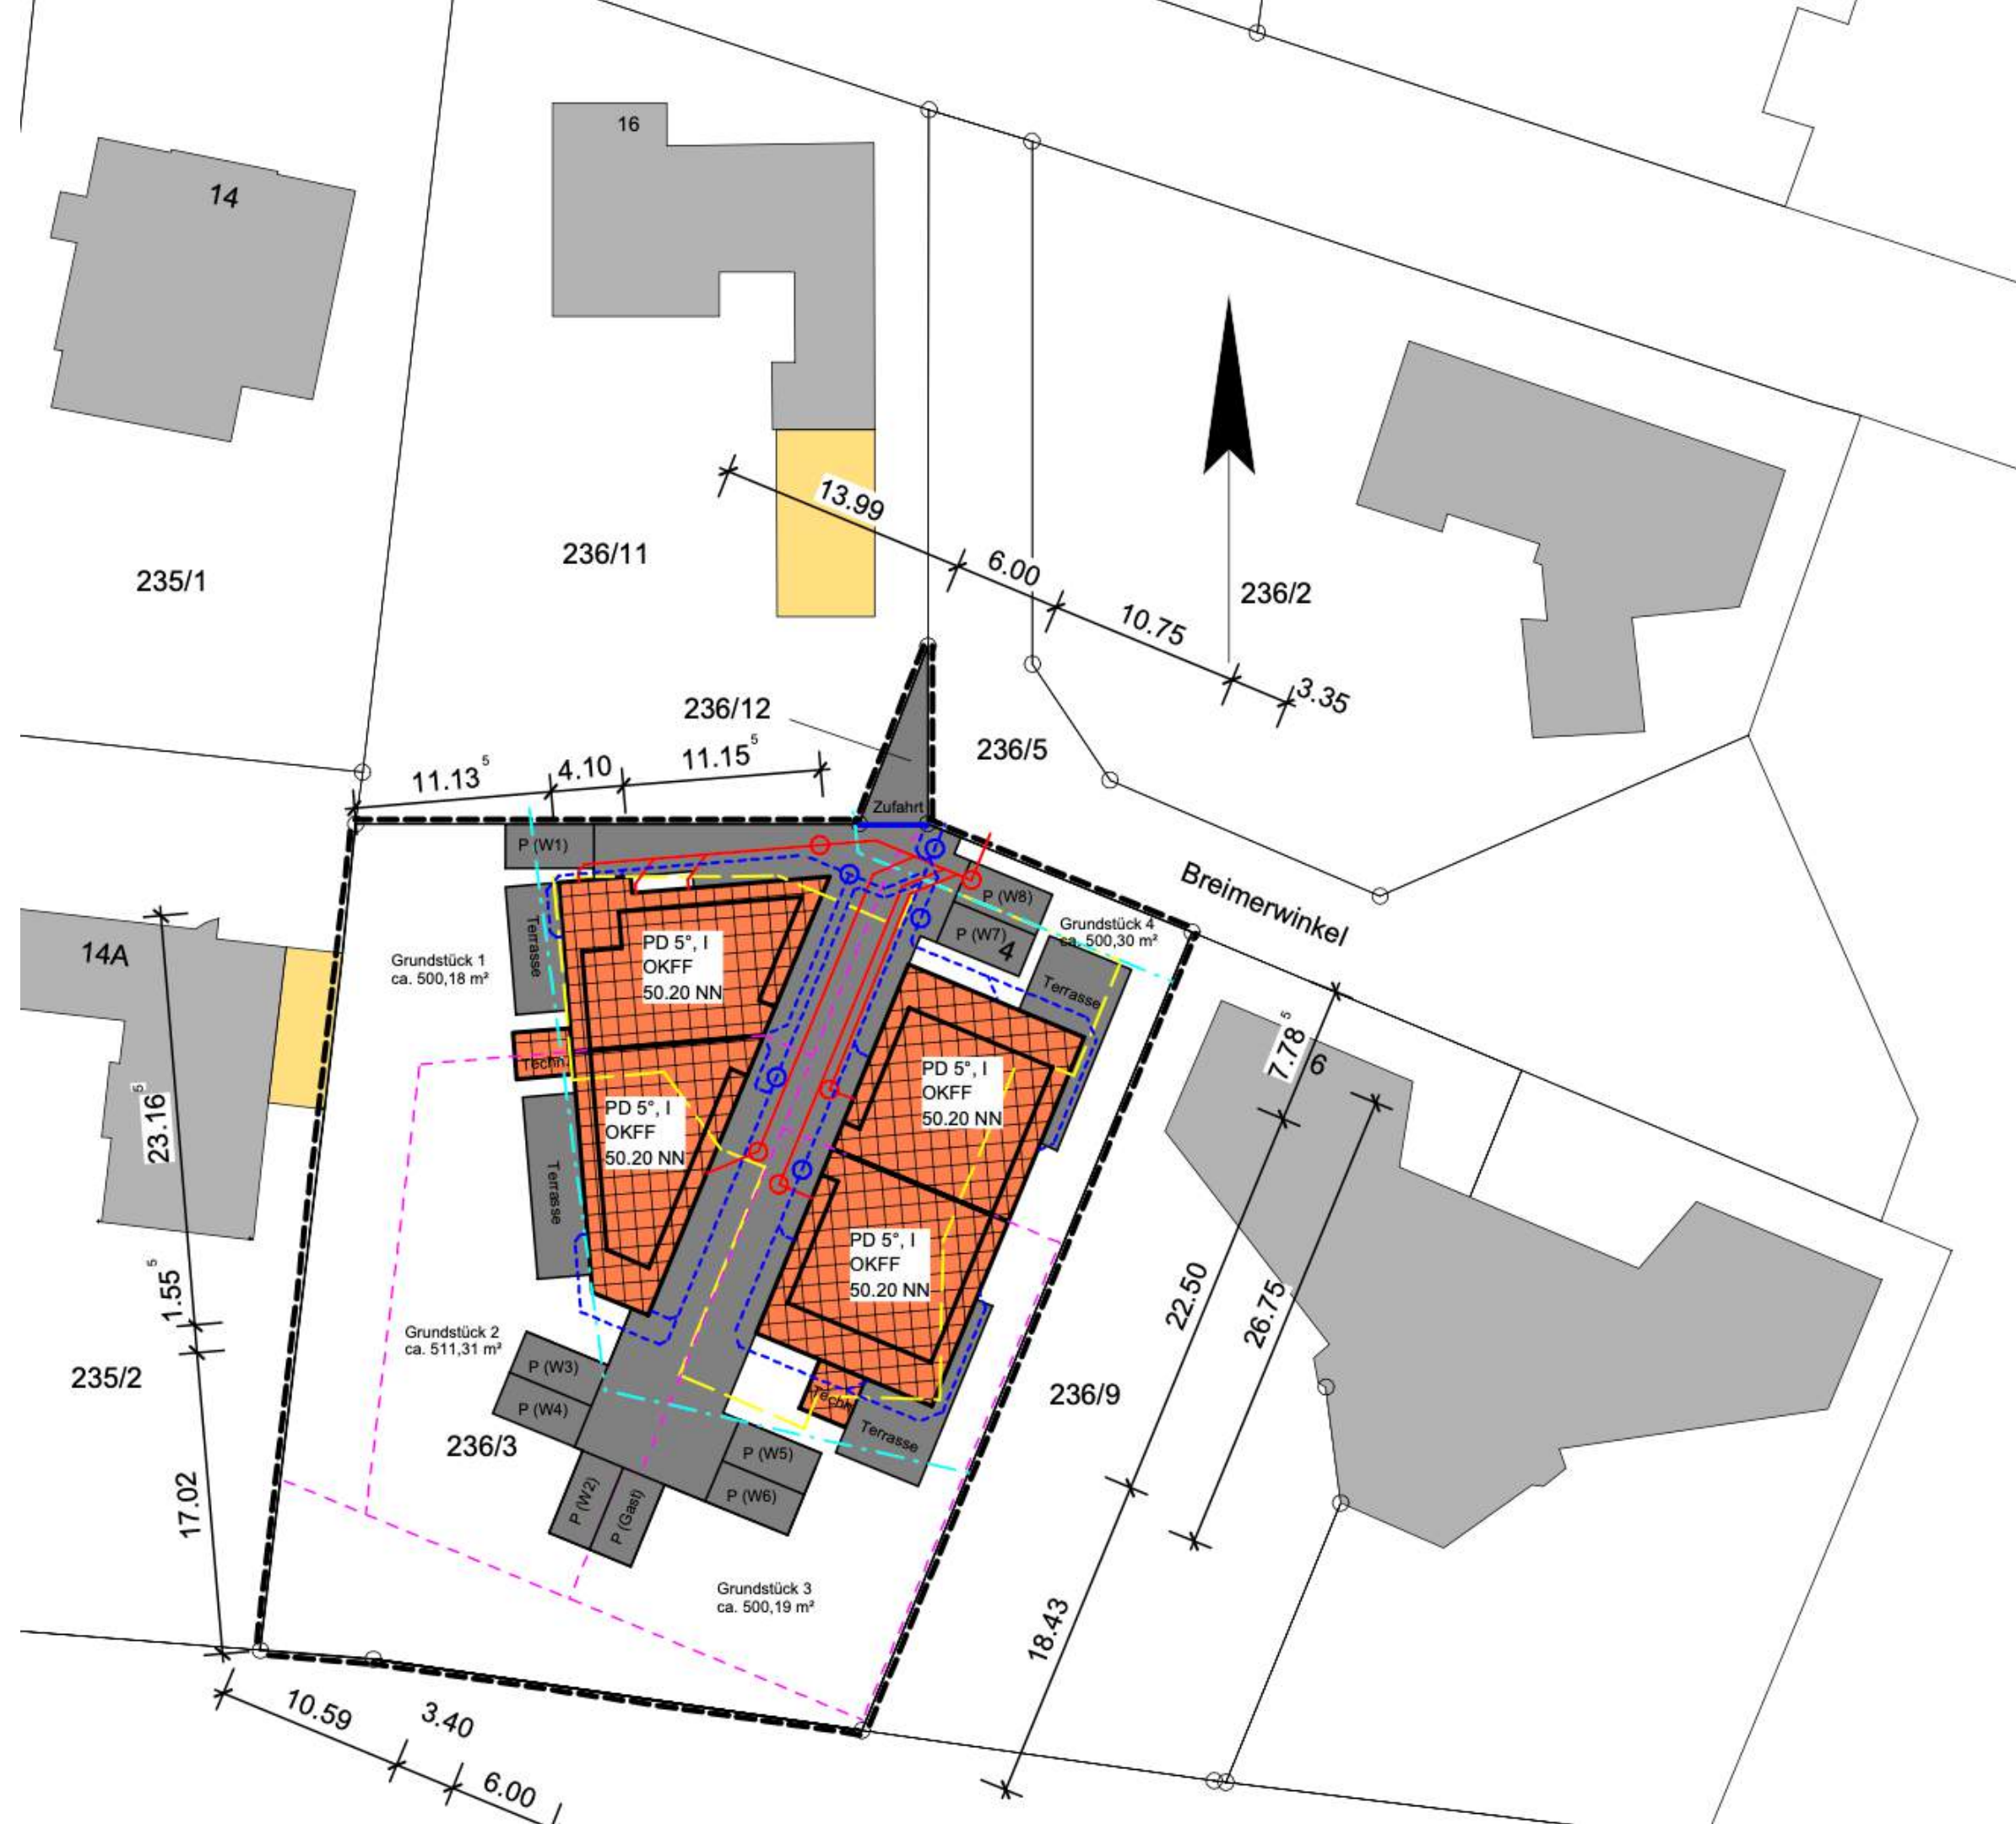 16
14
13.99
236/11
6.00
235/1
236/2
10.75
3.35
236/12
236/5
11.15⁵
4.10
11.13⁵
Zufahrt
P (W1)
Breimerwinkel
P (W8)
Grundstück 4
ca. 500,30 m²
P (W7)
4
14A
Terrasse
PD 5°, I
OKFF
50.20 NN
Grundstück 1
ca. 500,18 m²
Terrasse
7.78⁵
6
Techn.
PD 5°, I
OKFF
50.20 NN
PD 5°, I
OKFF
50.20 NN
23.16⁵
Terrasse
PD 5°, I
OKFF
50.20 NN
1.55⁵
22.50
26.75
Grundstück 2
ca. 511,31 m²
235/2
P (W3)
P (W4)
Techn.
236/9
Terrasse
236/3
P (W5)
P (W6)
17.02
P (W2)
P (Gast)
Grundstück 3
ca. 500,19 m²
18.43
10.59
3.40
6.00